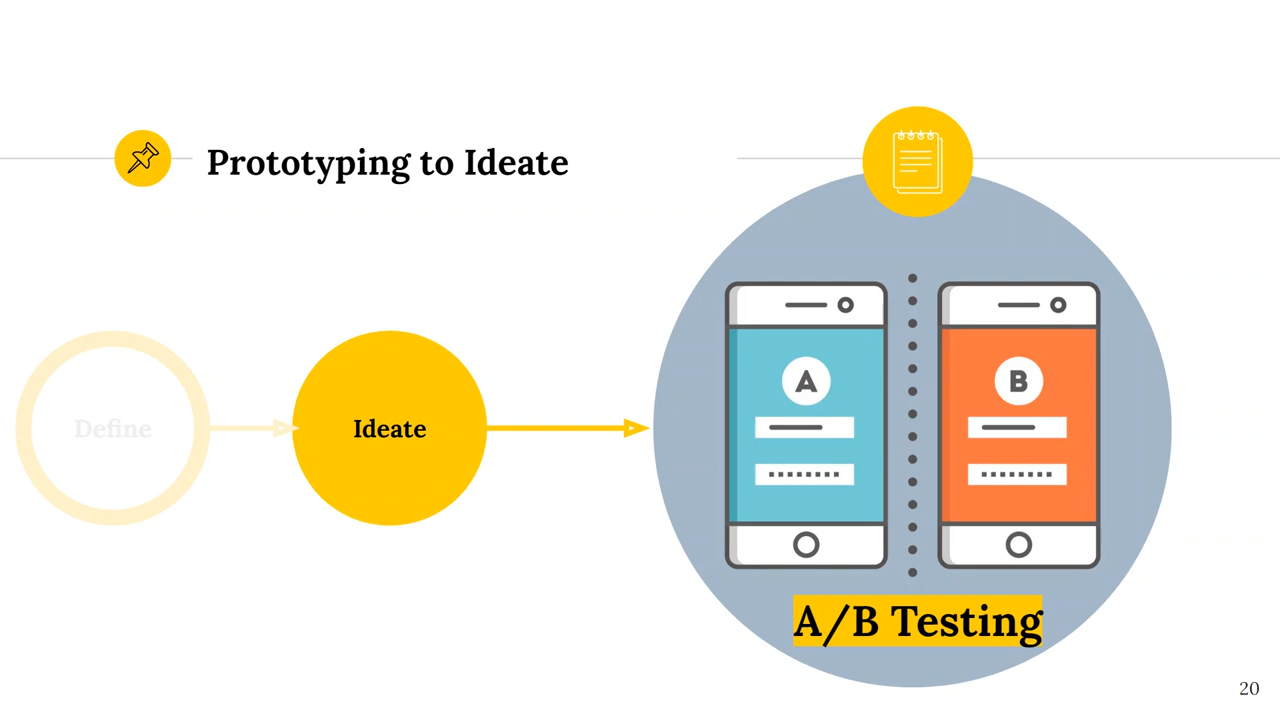 Prototyping to Ideate
Define
Ideate
A
B
A/B Testing
20